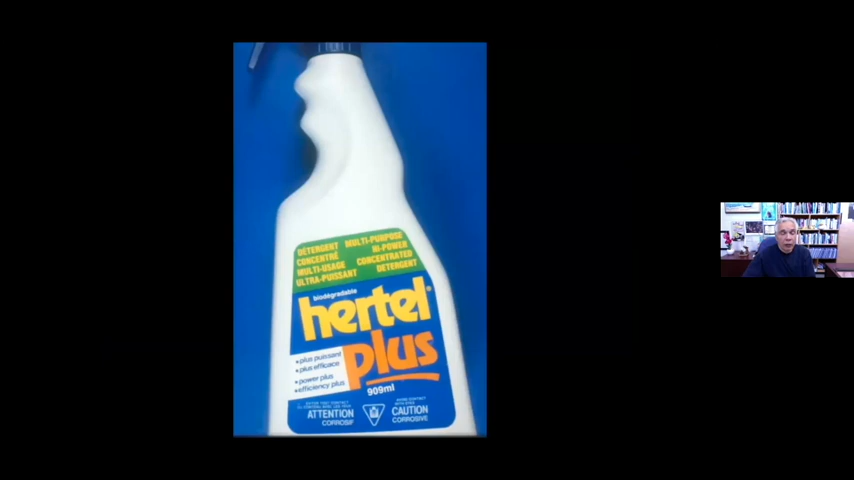 DÉTERGENT
CONCENTRÉ
MULTI-USAGE
ULTRA-PUISSANT
MULTI-PURPOSE
HI-POWER
CONCENTRATED
DETERGENT
biodégradable
hertel®
plus
•plus puissant
•plus efficace
•power plus
•efficiency plus
909ml
ATTENTION
CORROSIF
CAUTION
CORROSIVE